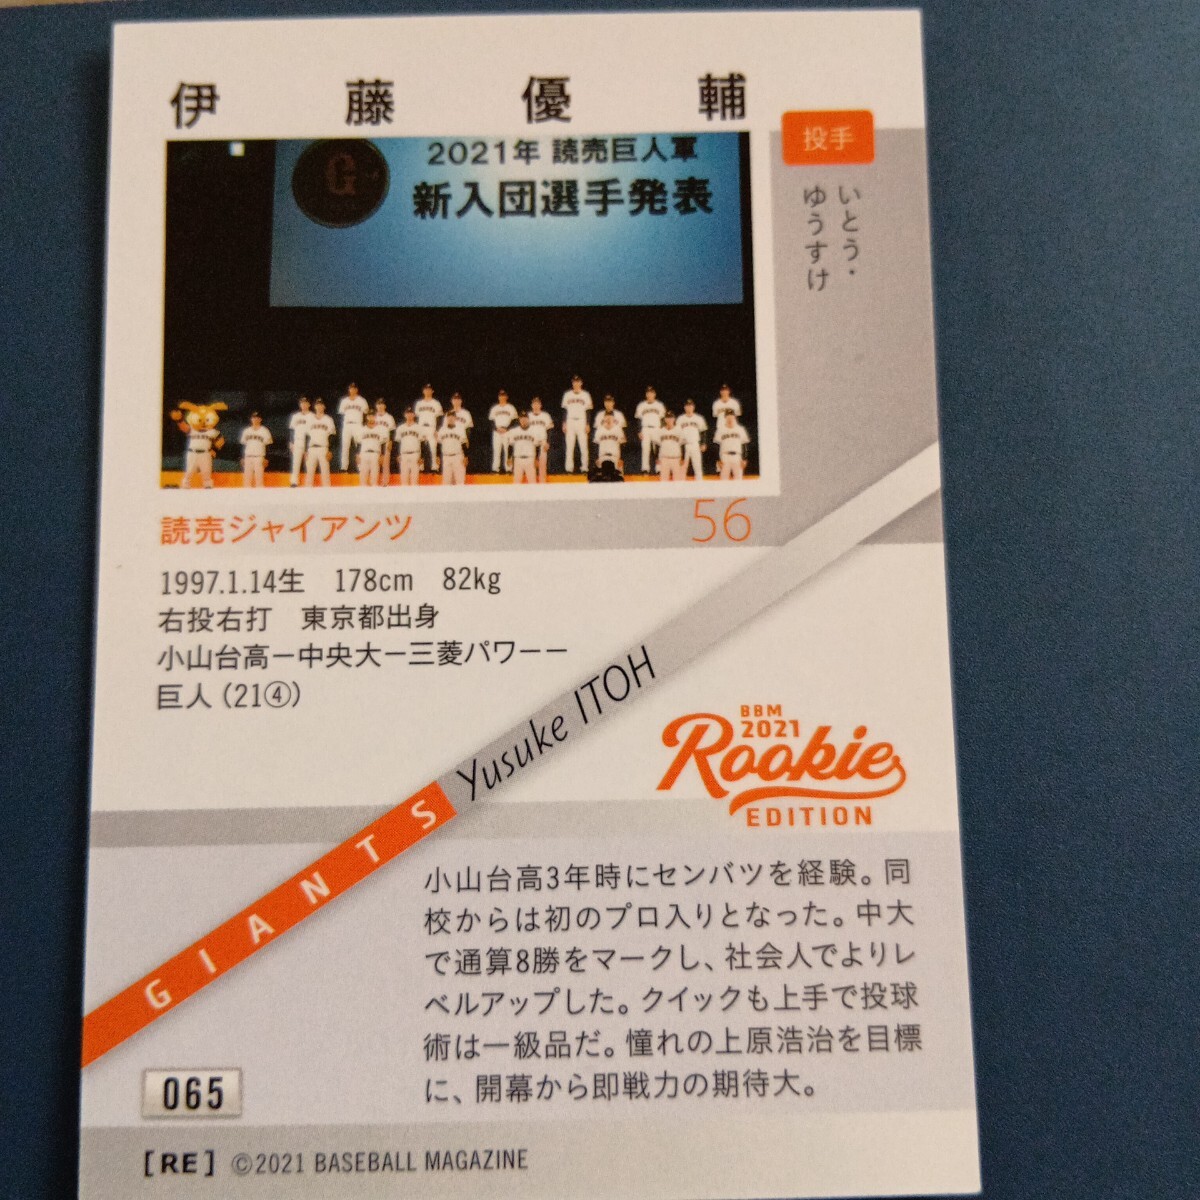 伊藤優輔
投手
いとう・
ゆうすけ
G
2021年 読売巨人軍
新入団選手発表
読売ジャイアンツ 56
1997.1.14生 178cm 82kg
右投右打 東京都出身
小山台高ー中央大ー三菱パワーー
巨人（21④）
GIANTS Yusuke ITOH
BBM
2021
Rookie
EDITION
小山台高3年時にセンバツを経験。同
校からは初のプロ入りとなった。中大
で通算8勝をマークし、社会人でよりレ
ベルアップした。クイックも上手で投球
術は一級品だ。憧れの上原浩治を目標
に、開幕から即戦力の期待大。
065
[RE] ©2021 BASEBALL MAGAZINE